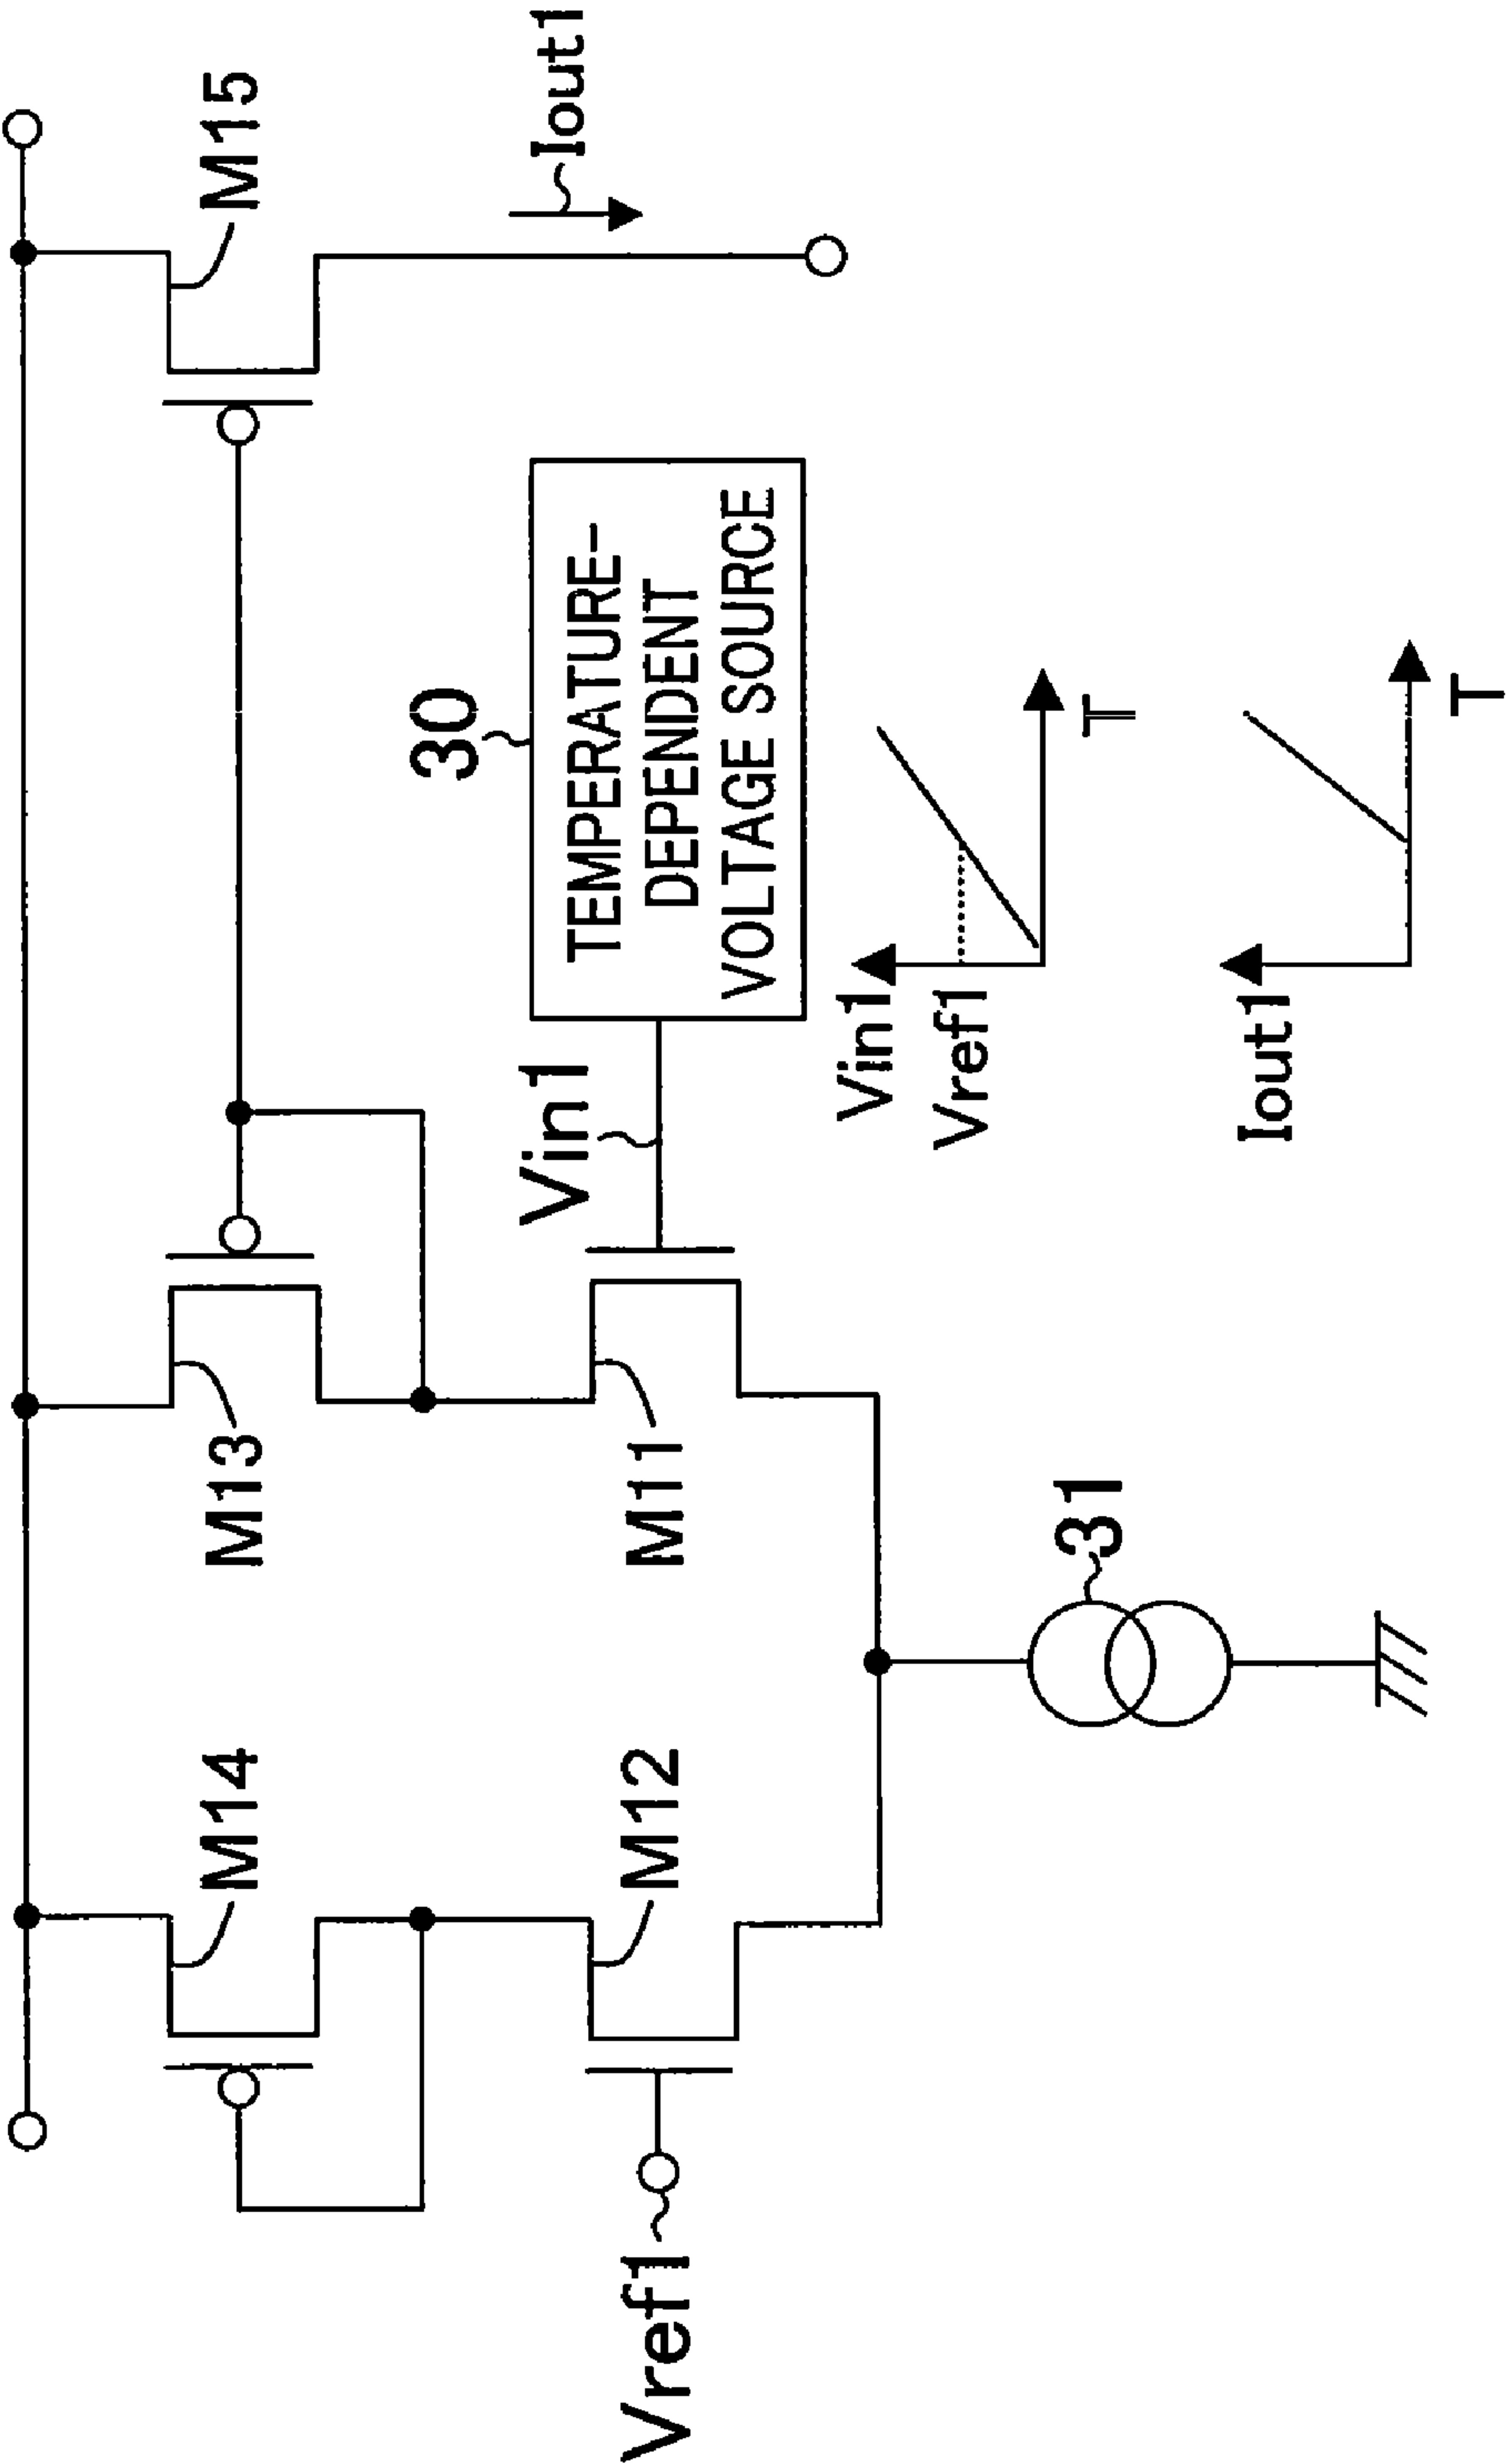 M14
M13
M15
Iout1
30
TEMPERATURE-
DEPENDENT
VOLTAGE SOURCE
Vin1
Vref1
M12
M11
31
Vin1
Vref1
T
Iout1
T